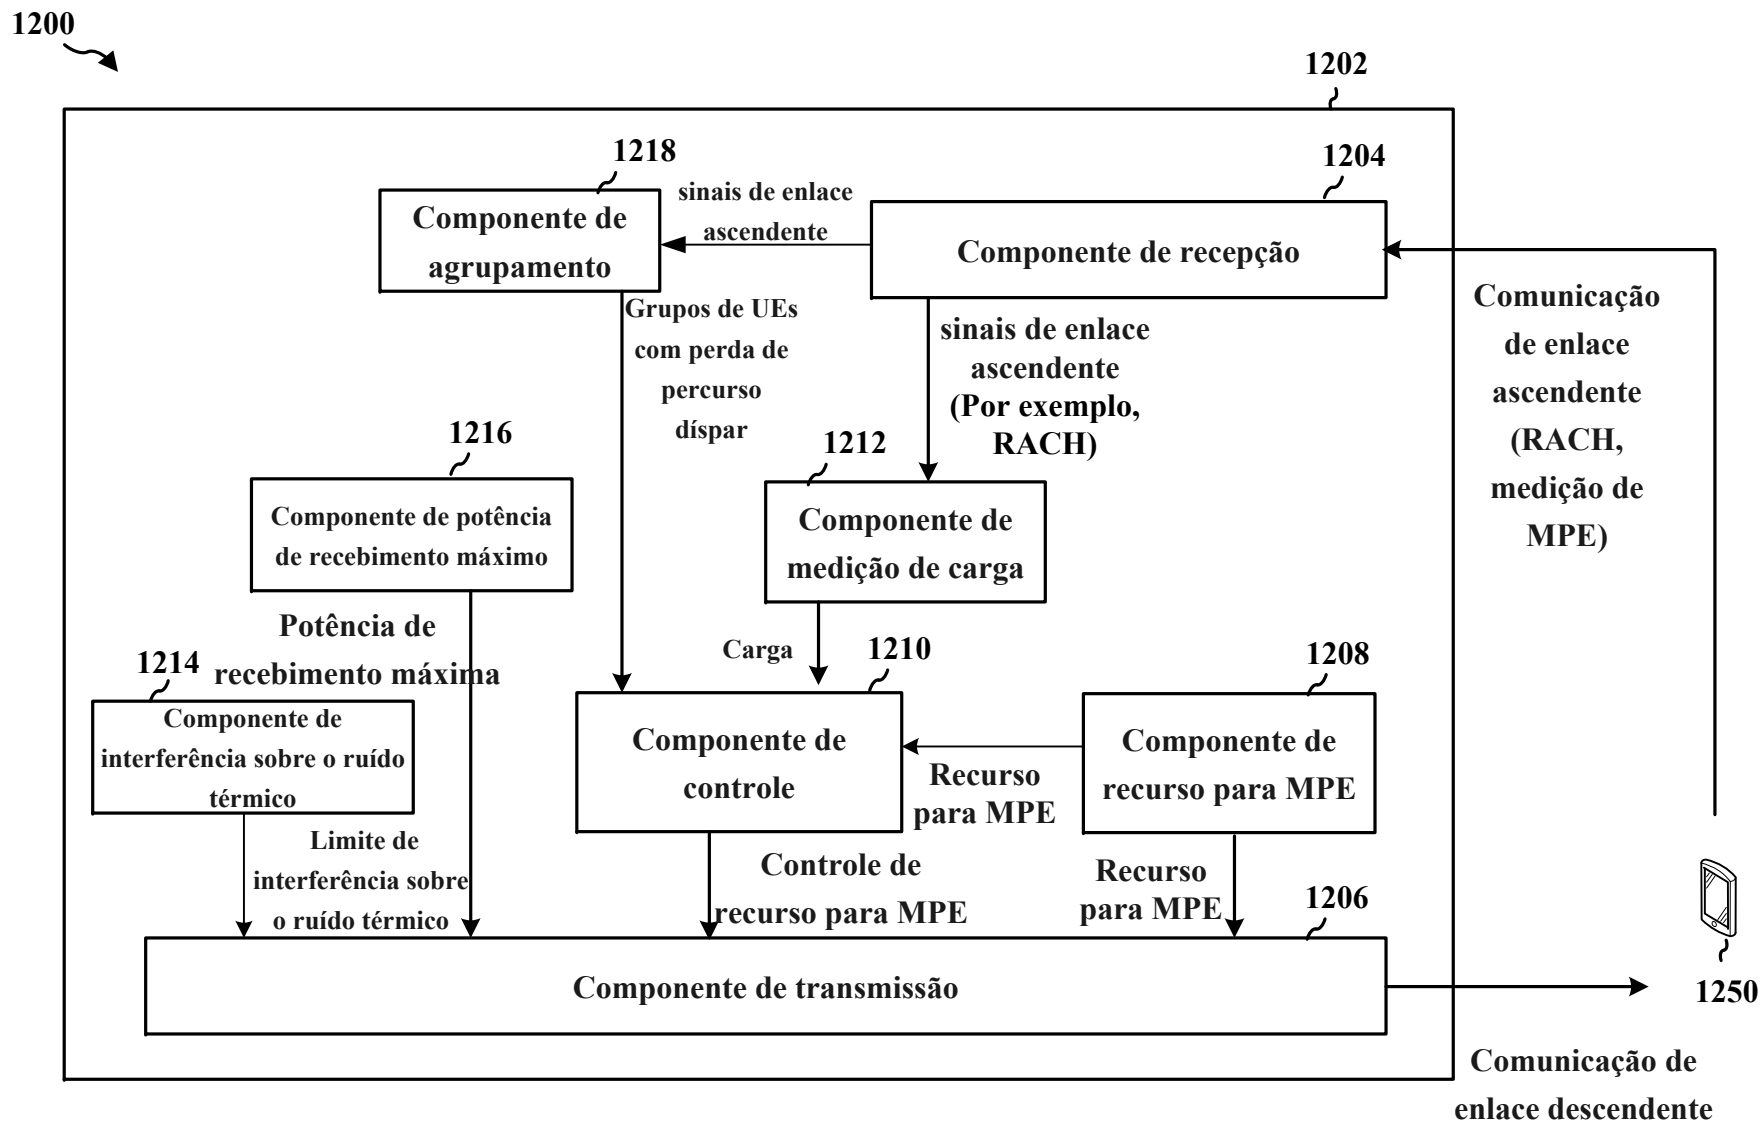 1200
1202
1218
1204
sinais de enlace
ascendente
Componente de
agrupamento
Componente de recepção
Grupos de UEs
com perda de
percurso
díspar
sinais de enlace
ascendente
(Por exemplo,
RACH)
Comunicação
de enlace
ascendente
(RACH,
medição de
MPE)
1216
1212
Componente de potência
de recebimento máximo
Componente de
medição de carga
Potência de
recebimento máxima
Carga
1214
1210
1208
Componente de
interferência sobre o ruído
térmico
Componente de
controle
Recurso
para MPE
Componente de
recurso para MPE
Limite de
interferência sobre
o ruído térmico
Controle de
recurso para MPE
Recurso
para MPE
1206
Componente de transmissão
1250
Comunicação de
enlace descendente